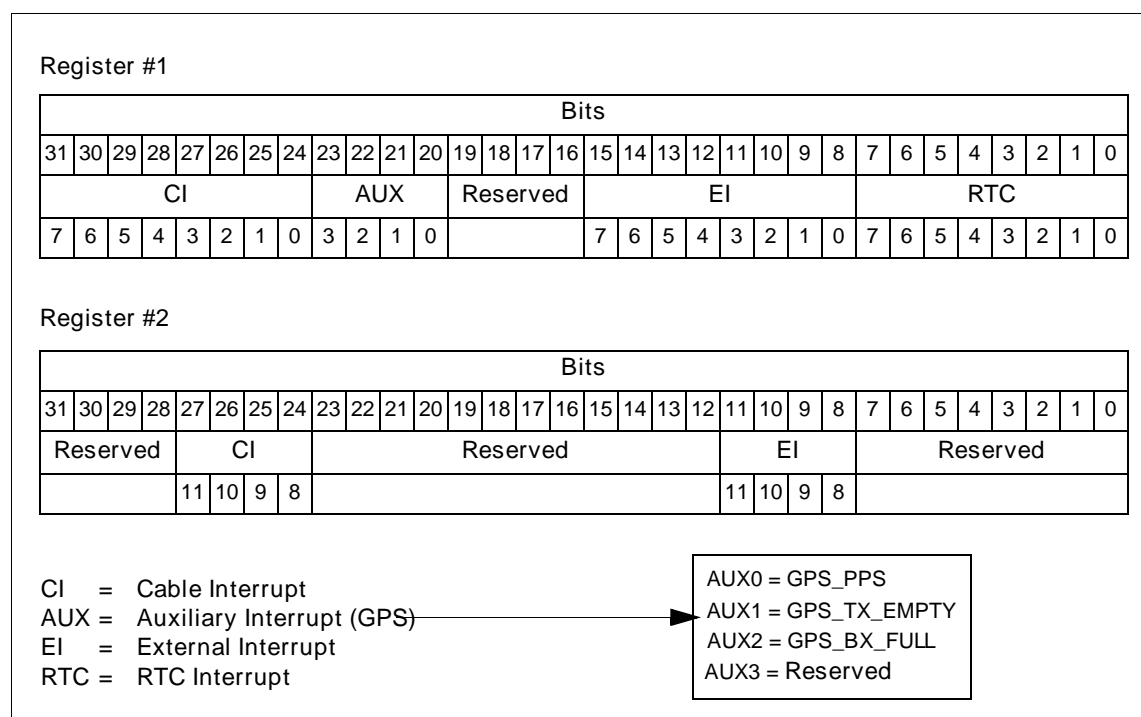 Register #1
Bits
31 30 29 28 27 26 25 24 23 22 21 20 19 18 17 16 15 14 13 12 11 10 9 8 7 6 5 4 3 2 1 0
CI AUX Reserved EI RTC
7 6 5 4 3 2 1 0 3 2 1 0 7 6 5 4 3 2 1 0 7 6 5 4 3 2 1 0
Register #2
Bits
31 30 29 28 27 26 25 24 23 22 21 20 19 18 17 16 15 14 13 12 11 10 9 8 7 6 5 4 3 2 1 0
Reserved CI Reserved EI Reserved
11 10 9 8 11 10 9 8
CI = Cable Interrupt
AUX = Auxiliary Interrupt (GPS)
EI = External Interrupt
RTC = RTC Interrupt
AUX0 = GPS_PPS
AUX1 = GPS_TX_EMPTY
AUX2 = GPS_BX_FULL
AUX3 = Reserved